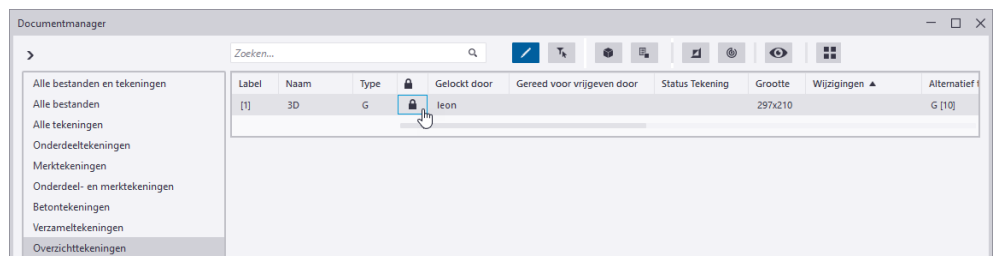 Documentmanager
Zoeken...
Alle bestanden en tekeningen
Alle bestanden
Alle tekeningen
Onderdeeltekeningen
Merktekeningen
Onderdeel- en merktekeningen
Betontekeningen
Verzameltekeningen
Overzichttekeningen
Label Naam Type Gelockt door Gereed voor vrijgeven door Status Tekening Grootte Wijzigingen Alternatief
[1] 3D G leon 297x210 G [10]